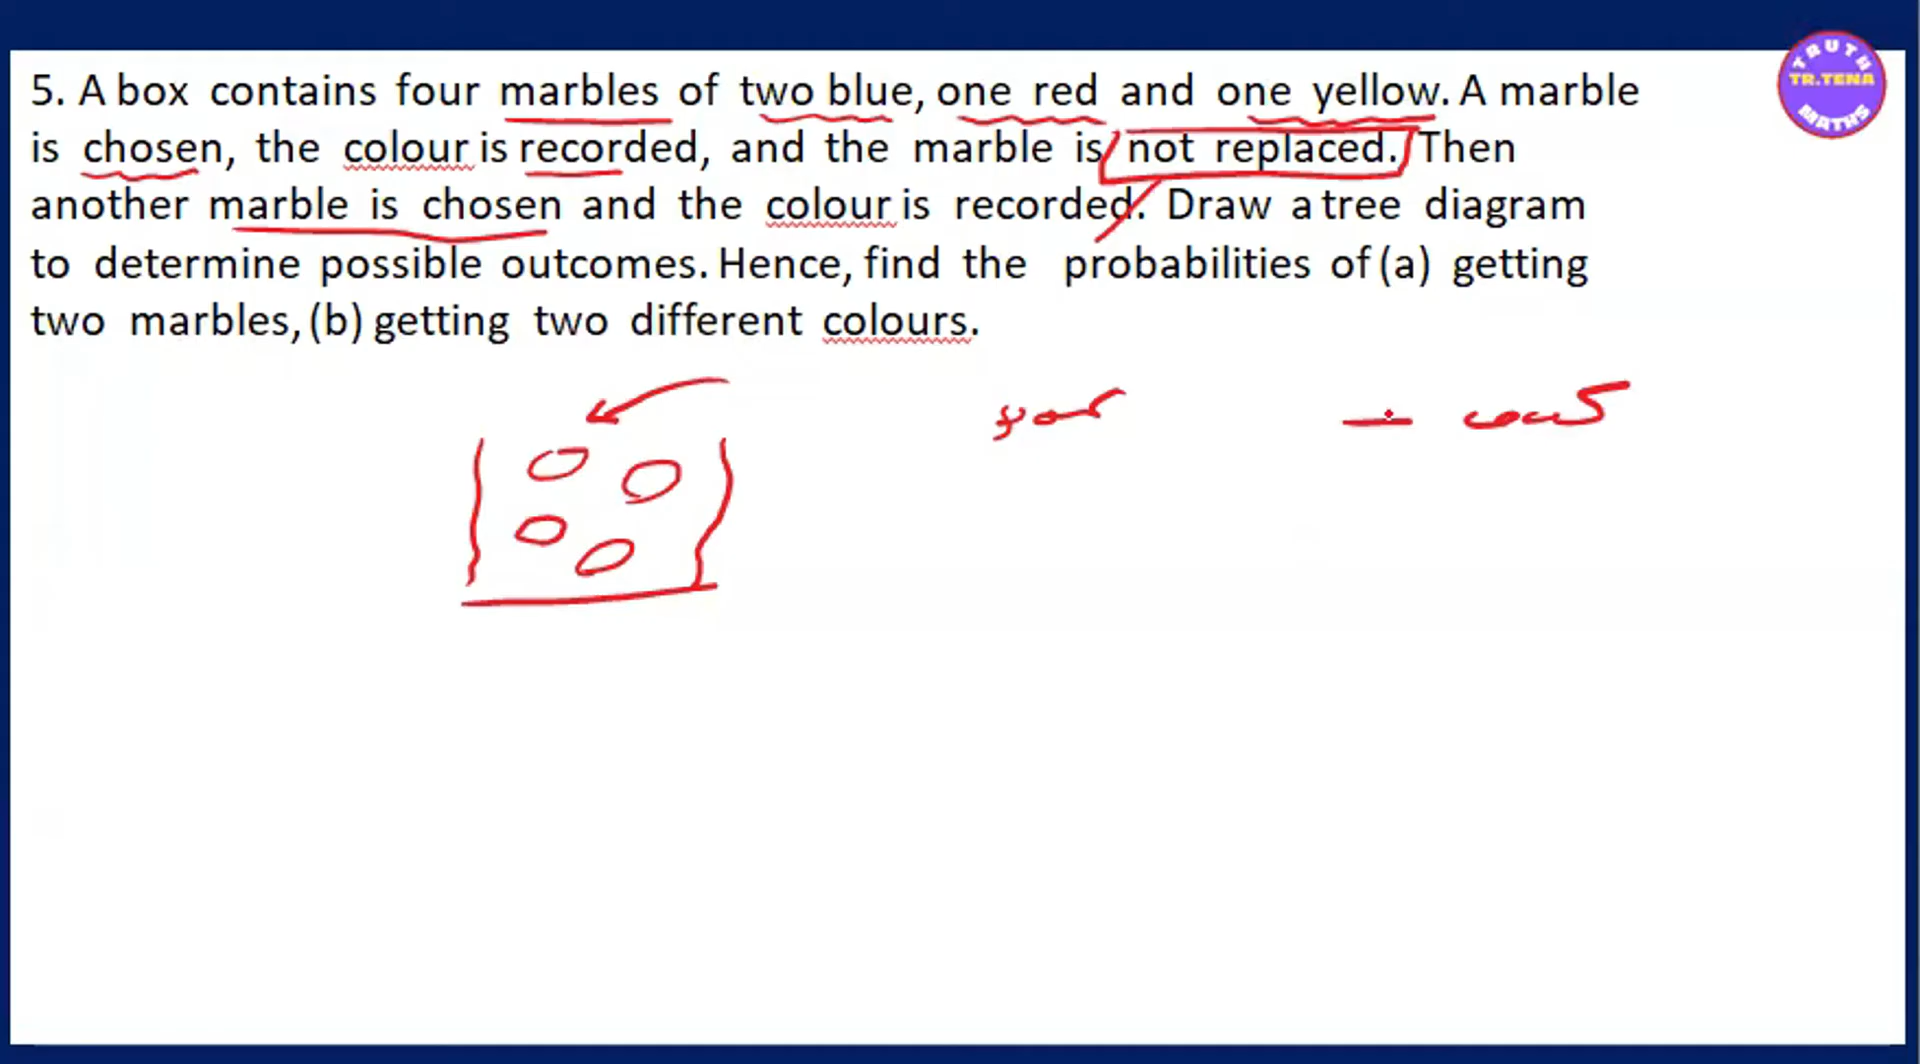 5. A box contains four marbles of two blue, one red and one yellow. A marble
is chosen, the colour is recorded, and the marble is not replaced. Then
another marble is chosen and the colour is recorded. Draw a tree diagram
to determine possible outcomes. Hence, find the probabilities of (a) getting
two marbles, (b) getting two different colours.
TRUTH
TR.TENA
MATHS